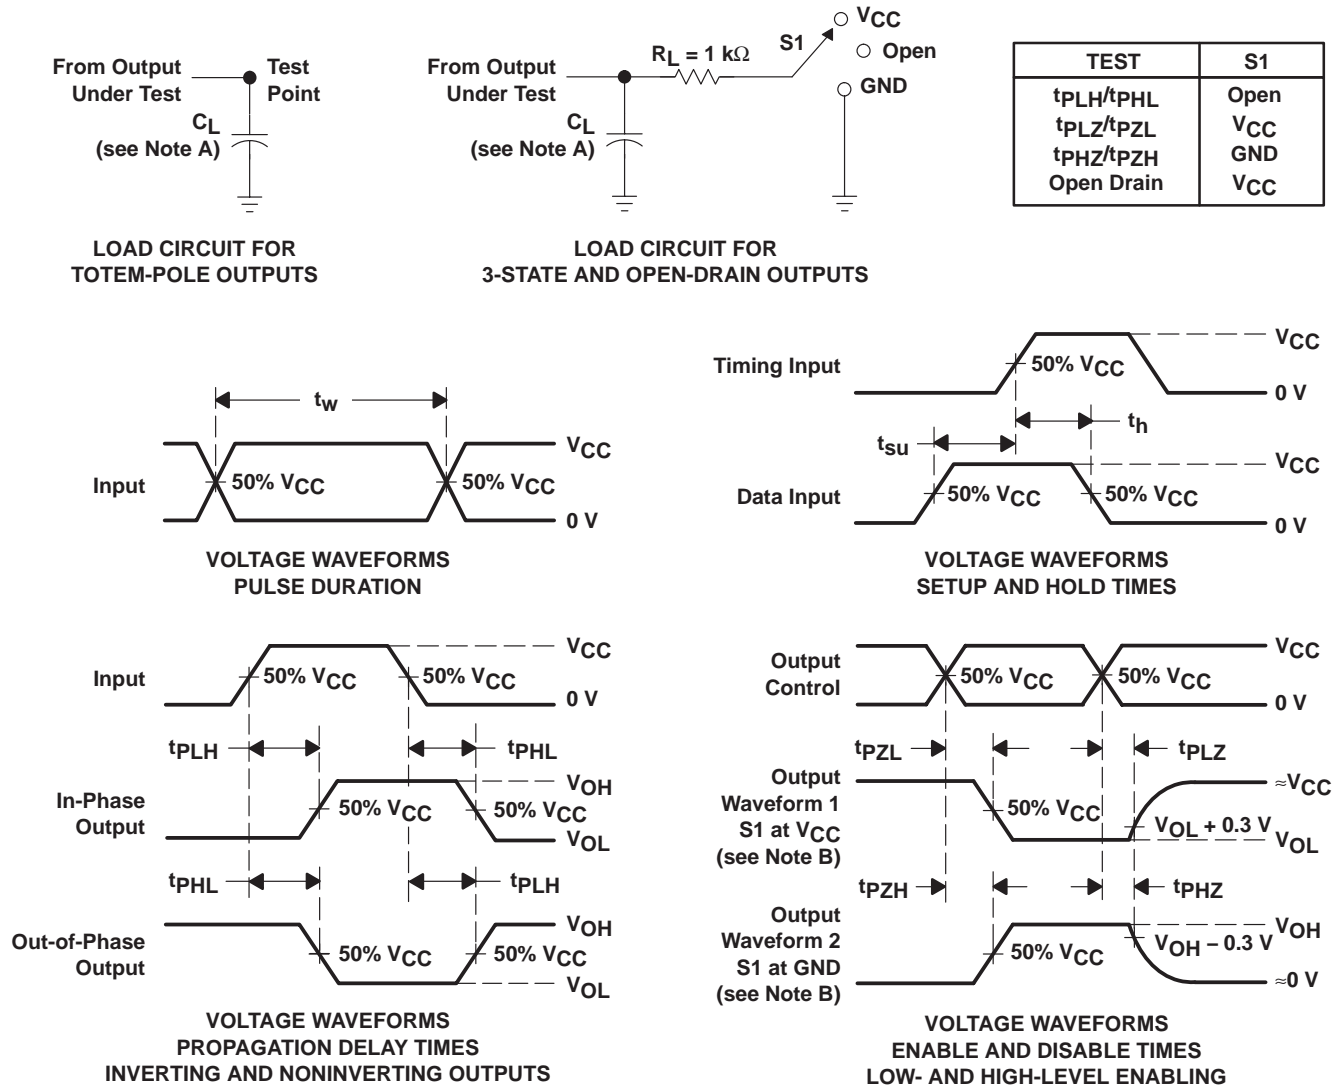 From Output
Under Test
Test
Point
CL
(see Note A)
LOAD CIRCUIT FOR
TOTEM-POLE OUTPUTS
From Output
Under Test
RL = 1 kΩ
S1
VCC
Open
GND
CL
(see Note A)
LOAD CIRCUIT FOR
3-STATE AND OPEN-DRAIN OUTPUTS
TEST S1
tPLH/tPHL Open
tPLZ/tPZL VCC
tPHZ/tPZH GND
Open Drain VCC
tw
Input
50% VCC
50% VCC
VCC
0 V
VOLTAGE WAVEFORMS
PULSE DURATION
Timing Input
50% VCC
VCC
0 V
tsu
th
Data Input
50% VCC
50% VCC
VCC
0 V
VOLTAGE WAVEFORMS
SETUP AND HOLD TIMES
Input
50% VCC
50% VCC
VCC
0 V
tPLH
tPHL
In-Phase
Output
50% VCC
50% VCC
VOH
VOL
tPHL
tPLH
Out-of-Phase
Output
50% VCC
50% VCC
VOH
VOL
VOLTAGE WAVEFORMS
PROPAGATION DELAY TIMES
INVERTING AND NONINVERTING OUTPUTS
Output
Control
50% VCC
50% VCC
VCC
0 V
tPZL
tPLZ
Output
Waveform 1
S1 at VCC
(see Note B)
50% VCC
VOL + 0.3 V
≈VCC
VOL
tPZH
tPHZ
Output
Waveform 2
S1 at GND
(see Note B)
50% VCC
VOH − 0.3 V
VOH
≈0 V
VOLTAGE WAVEFORMS
ENABLE AND DISABLE TIMES
LOW- AND HIGH-LEVEL ENABLING